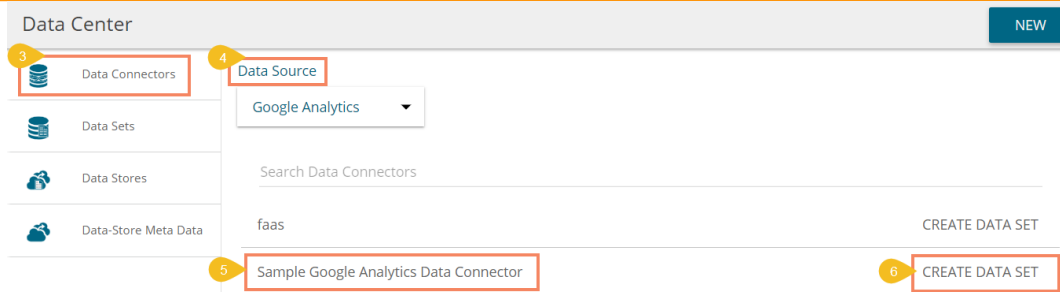 Data Center
NEW
3
Data Connectors
Data Sets
Data Stores
Data-Store Meta Data
4
Data Source
Google Analytics
Search Data Connectors
faas CREATE DATA SET
5 Sample Google Analytics Data Connector 6 CREATE DATA SET